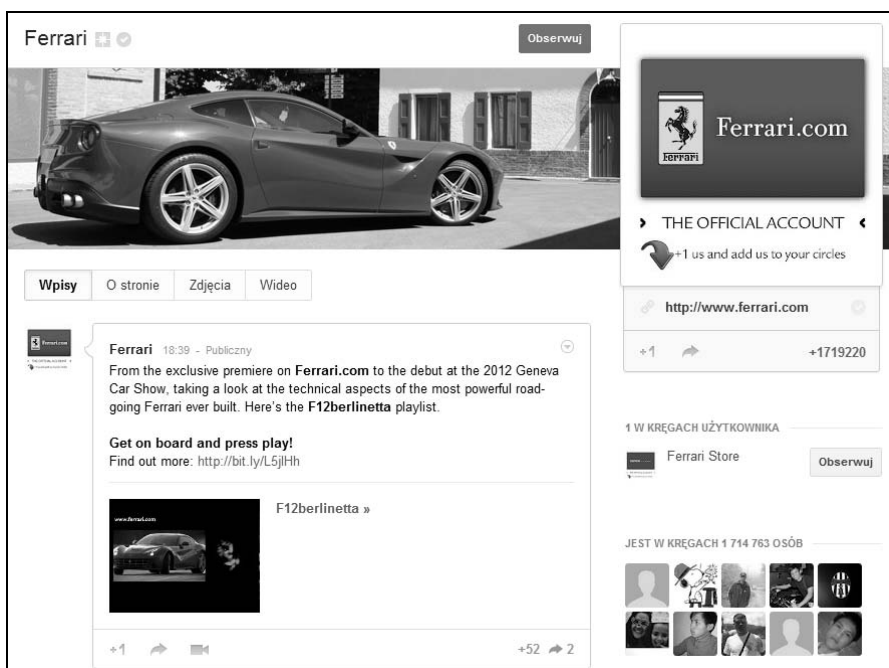 Ferrari
Obserwuj
Ferrari
Ferrari.com
THE OFFICIAL ACCOUNT
+1 us and add us to your circles
Wpisy
O stronie
Zdjęcia
Wideo
http://www.ferrari.com
+1
+1719220
Ferrari 18:39 - Publiczny
From the exclusive premiere on Ferrari.com to the debut at the 2012 Geneva
Car Show, taking a look at the technical aspects of the most powerful road-
going Ferrari ever built. Here's the F12berlinetta playlist.
Get on board and press play!
Find out more: http://bit.ly/L5jlHh
www.ferrari.com
F12berlinetta »
+1
+52
2
1 W KRĘGACH UŻYTKOWNIKA
Ferrari Store
Obserwuj
JEST W KRĘGACH 1 714 763 OSÓB